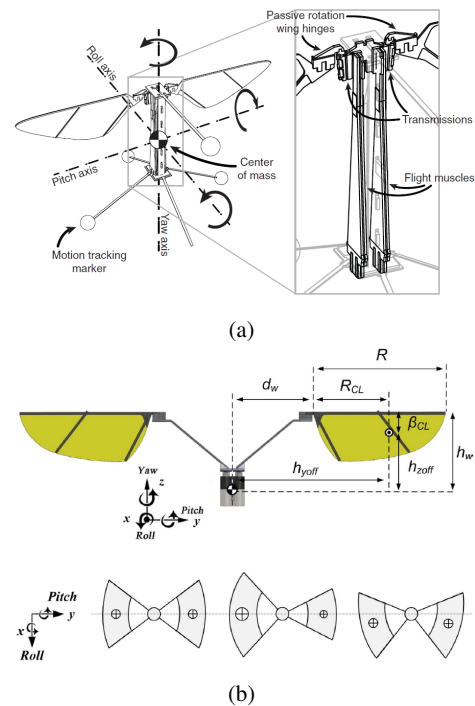 Passive rotation
wing hinges
Roll axis
Transmissions
Center
of mass
Pitch axis
Flight muscles
Yaw axis
Motion tracking
marker
(a)
R
d_w
R_CL
β_CL
h_w
h_yoff
h_zoff
Yaw
z
Pitch
x
y
Roll
Pitch
y
x
Roll
(b)